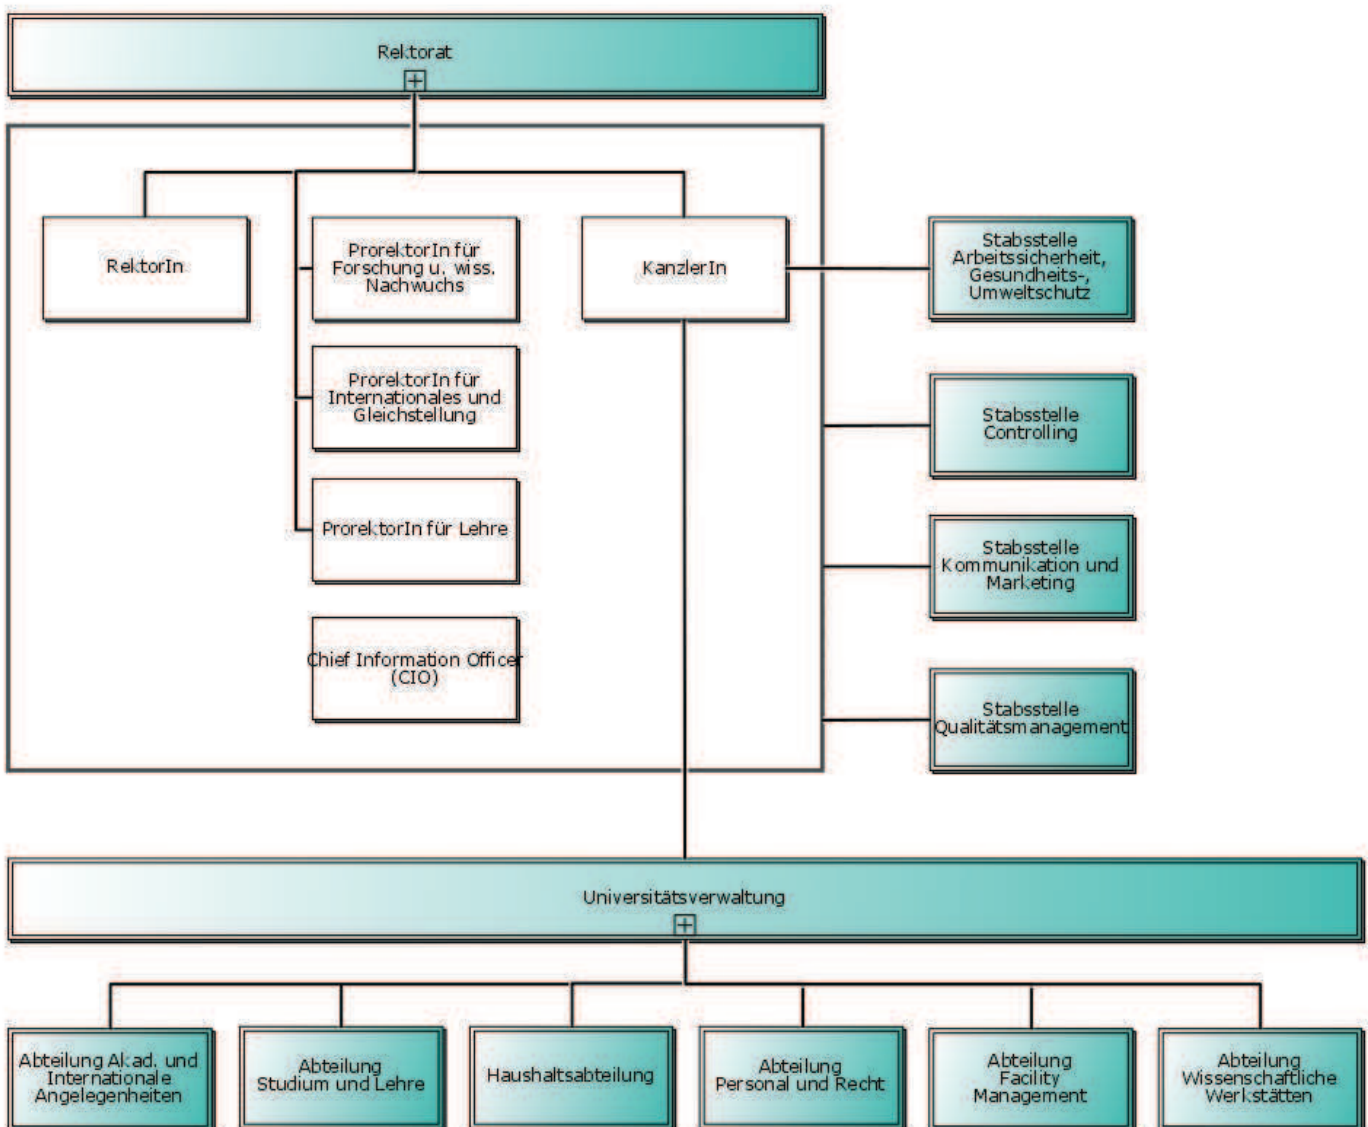 Rektorat
RektorIn
ProrektorIn für
Forschung u. wiss.
Nachwuchs
KanzlerIn
Stabsstelle
Arbeitssicherheit,
Gesundheits-,
Umweltschutz
ProrektorIn für
Internationales und
Gleichstellung
Stabsstelle
Controlling
ProrektorIn für Lehre
Stabsstelle
Kommunikation und
Marketing
Chief Information Officer
(CIO)
Stabsstelle
Qualitätsmanagement
Universitätsverwaltung
Abteilung Akad. und
Internationale
Angelegenheiten
Abteilung
Studium und Lehre
Haushaltsabteilung
Abteilung
Personal und Recht
Abteilung
Facility
Management
Abteilung
Wissenschaftliche
Werkstätten